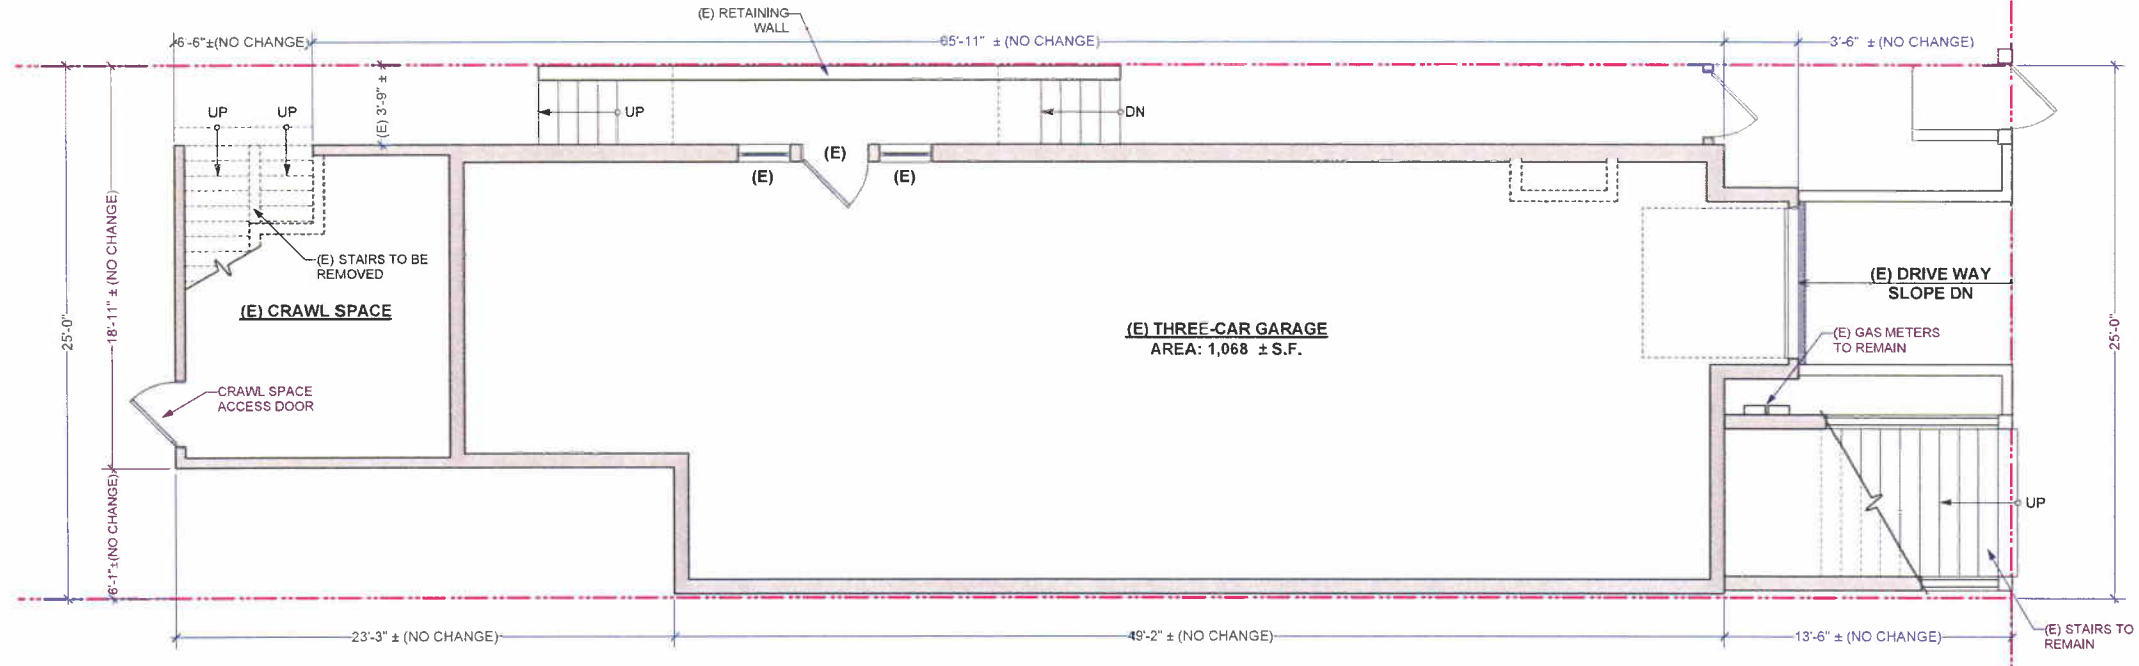 (E) RETAINING
WALL
6'-6"±(NO CHANGE)
65'-11" ± (NO CHANGE)
3'-6" ± (NO CHANGE)
(E) 3'-9" ±
UP
UP
UP
DN
(E)
(E)
(E)
25'-0"
18'-11" ± (NO CHANGE)
6'-1"±(NO CHANGE)
(E) STAIRS TO BE
REMOVED
(E) CRAWL SPACE
CRAWL SPACE
ACCESS DOOR
(E) THREE-CAR GARAGE
AREA: 1,068 ± S.F.
(E) DRIVE WAY
SLOPE DN
(E) GAS METERS
TO REMAIN
25'-0"
UP
(E) STAIRS TO
REMAIN
23'-3" ± (NO CHANGE)
49'-2" ± (NO CHANGE)
13'-6" ± (NO CHANGE)